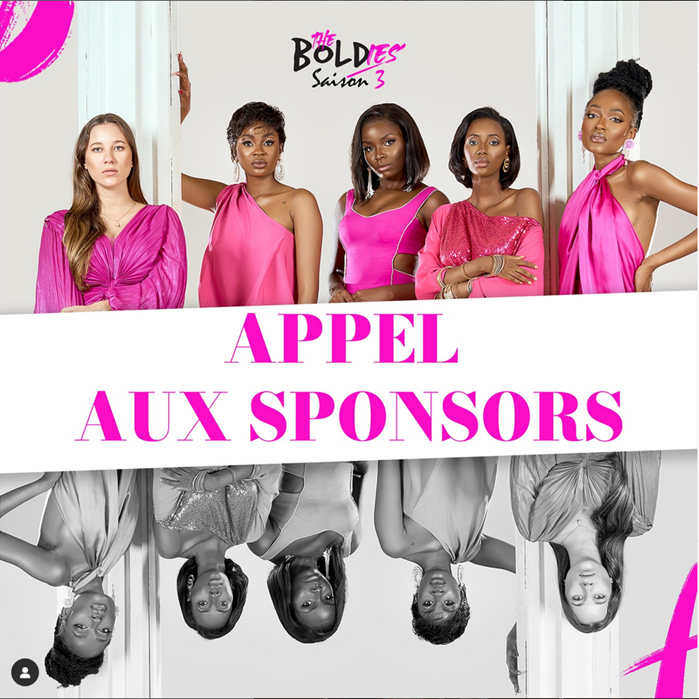 THE
BOLDIES
Saison 3
APPEL
AUX SPONSORS